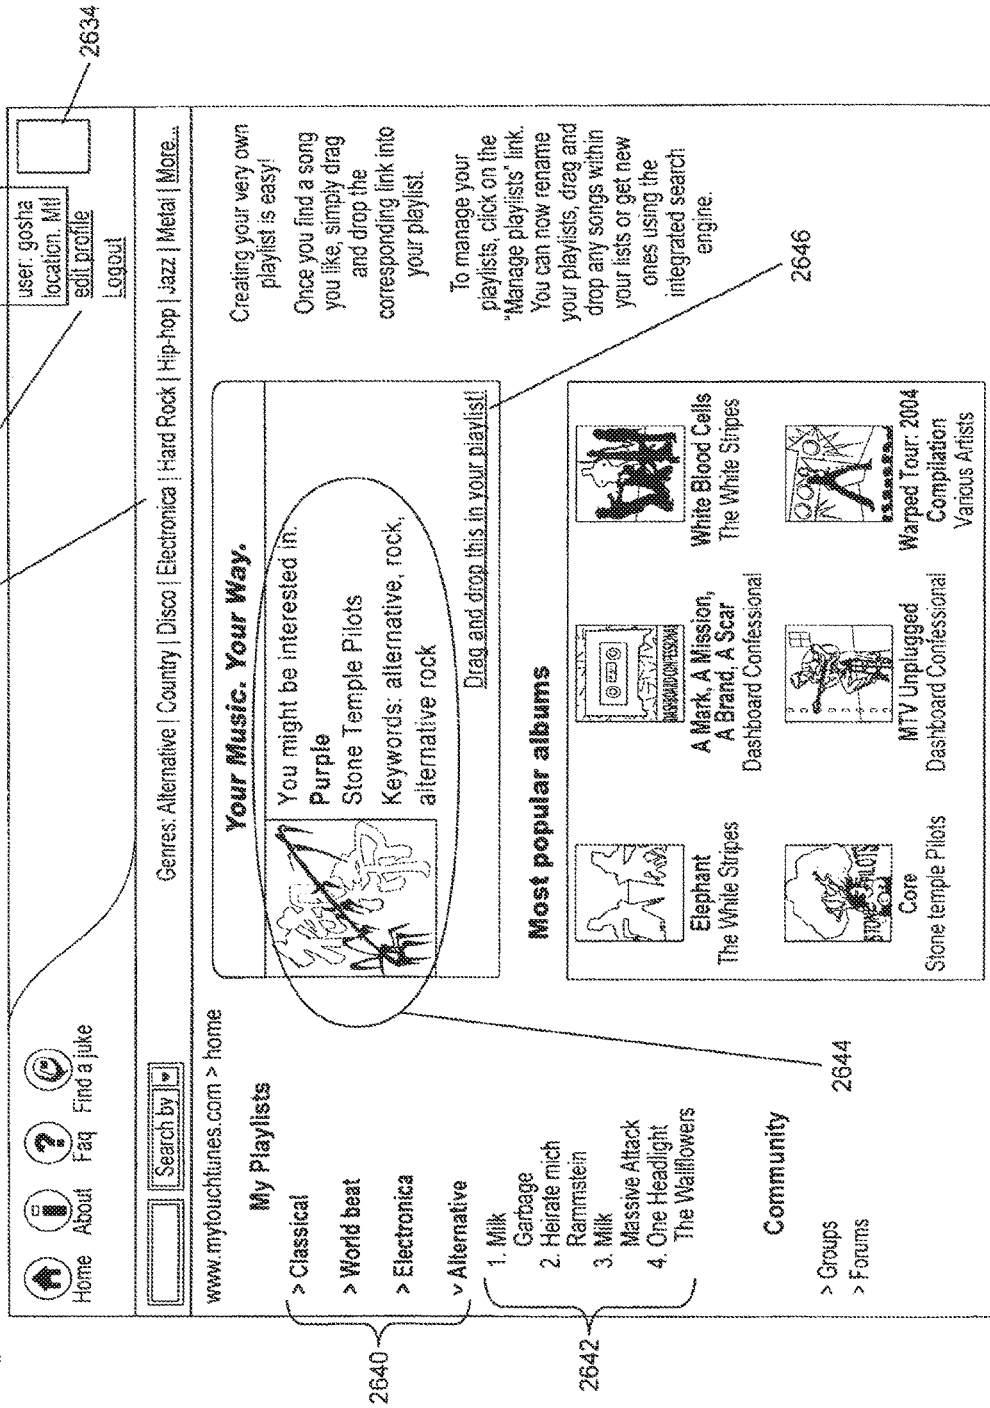 2634
user. gosha
location. Mtl
edit profile
Logout
Home About Faq Find a juke
Search by
Genres: Alternative | Country | Disco | Electronica | Hard Rock | Hip-hop | Jazz | Metal | More...
www.mytouchtunes.com > home
My Playlists
> Classical
> World beat
> Electronica
v Alternative
2640
1. Milk
Garbage
2. Heirate mich
Rammstein
3. Milk
Massive Attack
4. One Headlight
The Wallflowers
2642
Community
> Groups
> Forums
Your Music. Your Way.
You might be interested in.
Purple
Stone Temple Pilots
Keywords: alternative, rock,
alternative rock
Drag and drop this in your playlist!
2644
2646
Most popular albums
Elephant
The White Stripes
A Mark, A Mission,
A Brand, A Scar
Dashboard Confessional
DASHBOARD CONFESSIONAL
White Blood Cells
The White Stripes
Core
Stone temple Pilots
MTV Unplugged
Dashboard Confessional
Warped Tour: 2004
Compilation
Various Artists
Creating your very own
playlist is easy!
Once you find a song
you like, simply drag
and drop the
corresponding link into
your playlist.
To manage your
playlists, click on the
"Manage playlists" link.
You can now rename
your playlists, drag and
drop any songs within
your lists or get new
ones using the
integrated search
engine.